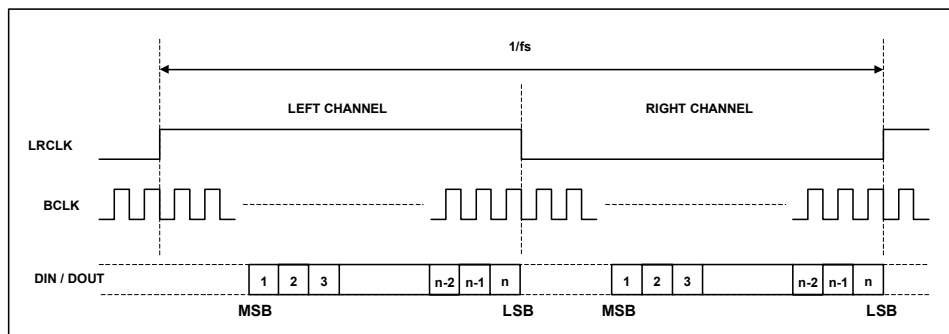 1/fs
LEFT CHANNEL RIGHT CHANNEL
LRCLK
BCLK
DIN / DOUT 1 2 3 n-2 n-1 n 1 2 3 n-2 n-1 n
MSB LSB MSB LSB